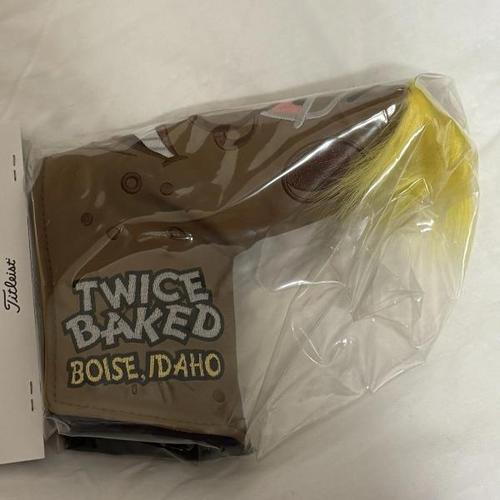 Titleist
TWICE
BAKED
BOISE, IDAHO